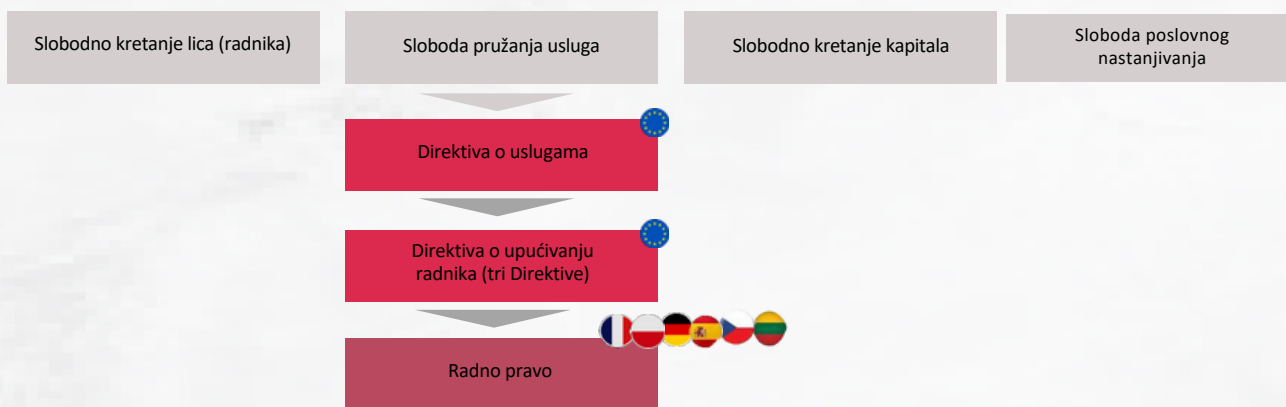 Slobodno kretanje lica (radnika)
Sloboda pružanja usluga
Slobodno kretanje kapitala
Sloboda poslovnog
nastanjivanja
Direktiva o uslugama
Direktiva o upućivanju
radnika (tri Direktive)
Radno pravo